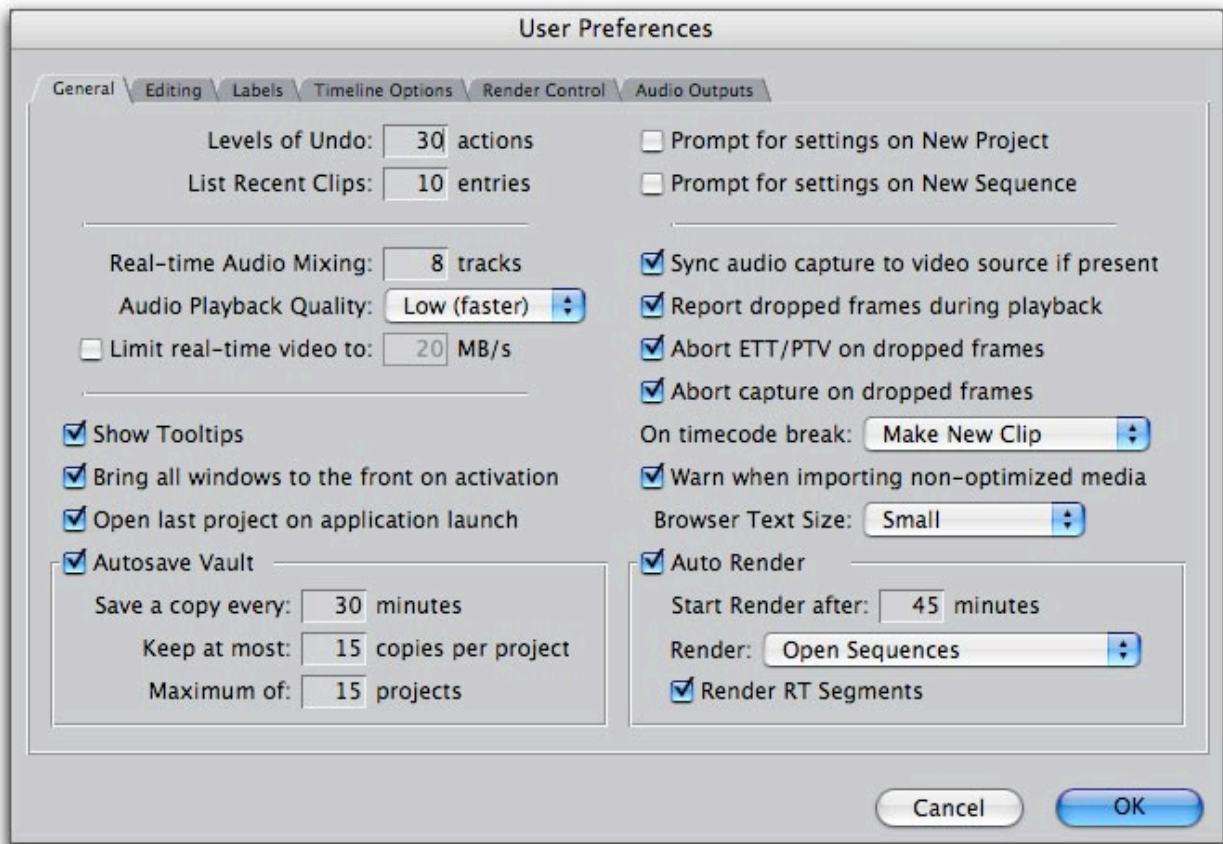 User Preferences
General Editing Labels Timeline Options Render Control Audio Outputs
Levels of Undo: 30 actions
List Recent Clips: 10 entries
Real-time Audio Mixing: 8 tracks
Audio Playback Quality: Low (faster)
Limit real-time video to: 20 MB/s
Show Tooltips
Bring all windows to the front on activation
Open last project on application launch
Autosave Vault
Save a copy every: 30 minutes
Keep at most: 15 copies per project
Maximum of: 15 projects
Prompt for settings on New Project
Prompt for settings on New Sequence
Sync audio capture to video source if present
Report dropped frames during playback
Abort ETT/PTV on dropped frames
Abort capture on dropped frames
On timecode break: Make New Clip
Warn when importing non-optimized media
Browser Text Size: Small
Auto Render
Start Render after: 45 minutes
Render: Open Sequences
Render RT Segments
Cancel OK